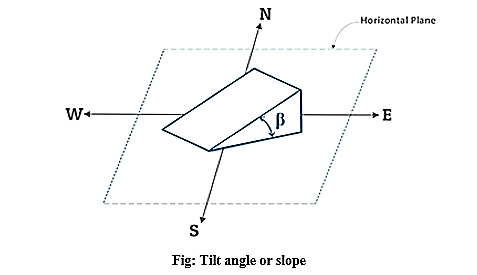 N
Horizontal Plane
W
E
β
S
Fig: Tilt angle or slope